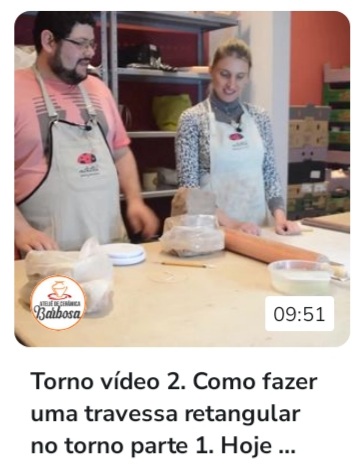 ATELIÊ DE CERÂMICA
Barbosa
09:51
Torno vídeo 2. Como fazer
uma travessa retangular
no torno parte 1. Hoje ...